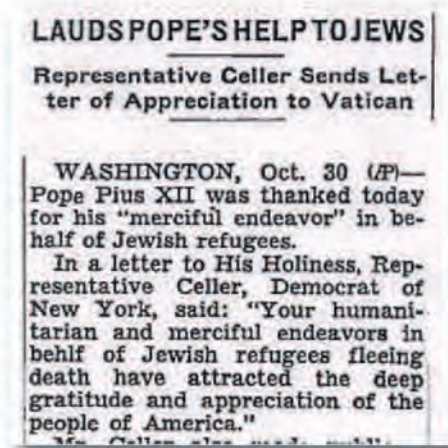 LAUDS POPE'S HELP TO JEWS
Representative Celler Sends Let-
ter of Appreciation to Vatican
WASHINGTON, Oct. 30 (AP)—
Pope Pius XII was thanked today
for his "merciful endeavor" in be-
half of Jewish refugees.
In a letter to His Holiness, Rep-
resentative Celler, Democrat of
New York, said: "Your humani-
tarian and merciful endeavors in
behlf of Jewish refugees fleeing
death have attracted the deep
gratitude and appreciation of the
people of America."